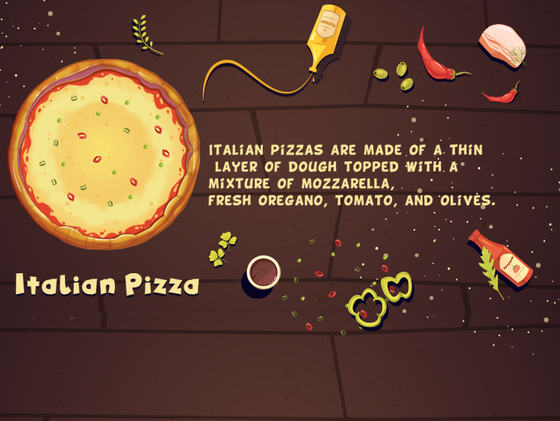 ITALIAN PIZZAS ARE MADE OF A THIN
LAYER OF DOUGH TOPPED WITH A
MIXTURE OF MOZZARELLA,
FRESH OREGANO, TOMATO, AND OLIVES.
Italian Pizza